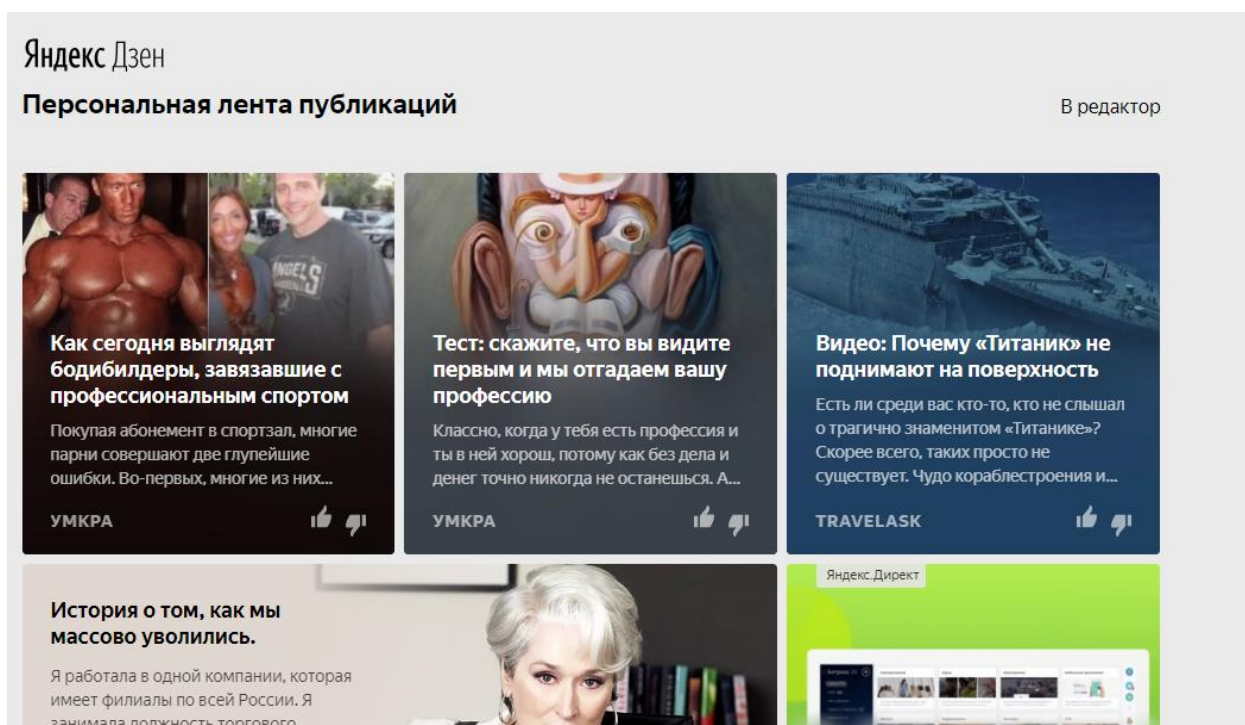 Яндекс Дзен
Персональная лента публикаций
В редактор
ANGELS
Как сегодня выглядят
бодибилдеры, завязавшие с
профессиональным спортом
Покупая абонемент в спортзал, многие
парни совершают две глупейшие
ошибки. Во-первых, многие из них...
УМКРА
Тест: скажите, что вы видите
первым и мы отгадаем вашу
профессию
Классно, когда у тебя есть профессия и
ты в ней хорош, потому как без дела и
денег точно никогда не останешься. А...
УМКРА
Видео: Почему «Титаник» не
поднимают на поверхность
Есть ли среди вас кто-то, кто не слышал
о трагично знаменитом «Титанике»?
Скорее всего, таких просто не
существует. Чудо кораблестроения и...
TRAVELASK
История о том, как мы
массово уволились.
Я работала в одной компании, которая
имеет филиалы по всей России. Я
занимала должность торгового
Яндекс.Директ